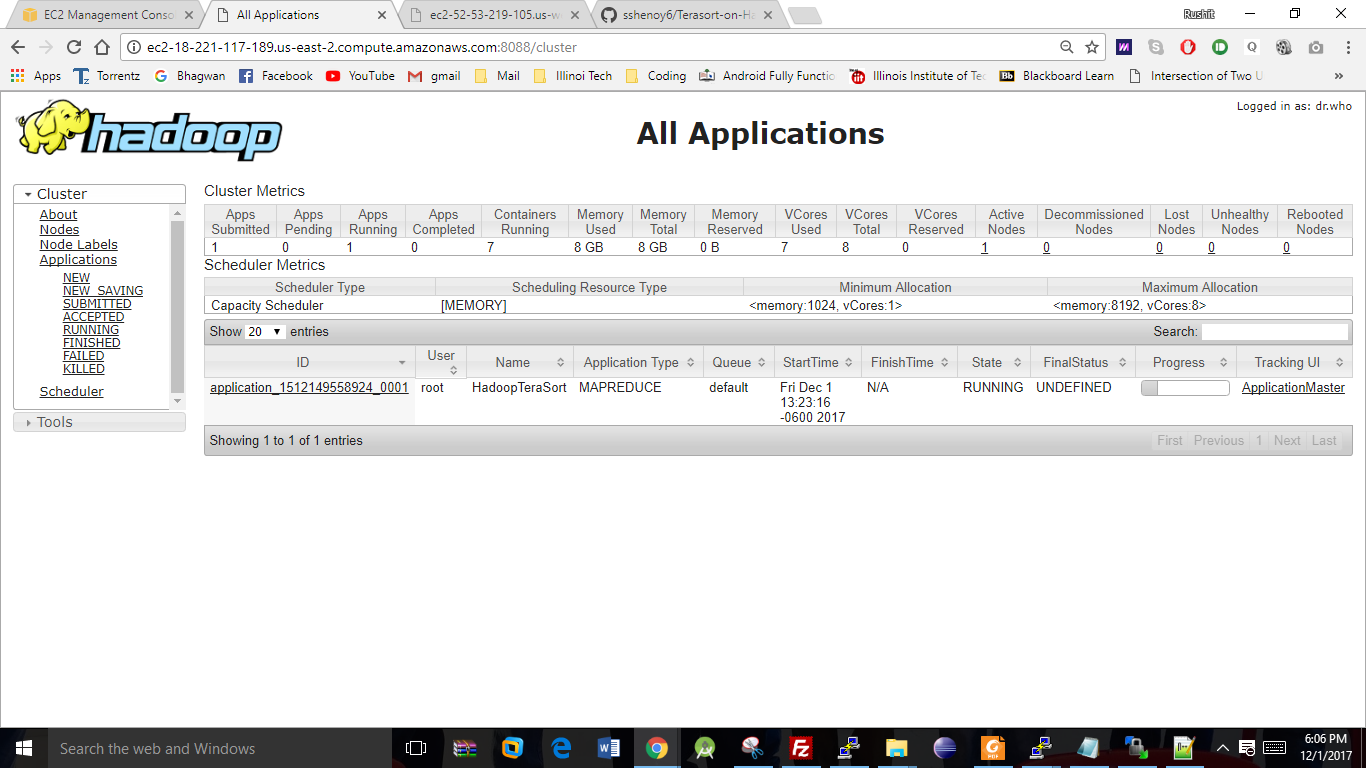 EC2 Management Conso
All Applications
ec2-52-53-219-105.us-w
sshenoy6/Terasort-on-Ha
Rushit
ec2-18-221-117-189.us-east-2.compute.amazonaws.com:8088/cluster
Apps Torrentz Bhagwan Facebook YouTube gmail Mail Illinoi Tech Coding Android Fully Functio Illinois Institute of Tec Blackboard Learn Intersection of Two U »
Logged in as: dr.who
hadoop
All Applications
Cluster
About
Nodes
Node Labels
Applications
NEW
NEW_SAVING
SUBMITTED
ACCEPTED
RUNNING
FINISHED
FAILED
KILLED
Scheduler
Tools
Cluster Metrics
Apps Submitted Apps Pending Apps Running Apps Completed Containers Running Memory Used Memory Total Memory Reserved VCores Used VCores Total VCores Reserved Active Nodes Decommissioned Nodes Lost Nodes Unhealthy Nodes Rebooted Nodes
1 0 1 0 7 8 GB 8 GB 0 B 7 8 0 1 0 0 0 0
Scheduler Metrics
Scheduler Type Scheduling Resource Type Minimum Allocation Maximum Allocation
Capacity Scheduler [MEMORY] <memory:1024, vCores:1> <memory:8192, vCores:8>
Show 20 entries Search:
ID User Name Application Type Queue StartTime FinishTime State FinalStatus Progress Tracking UI
application_1512149558924_0001 root HadoopTeraSort MAPREDUCE default Fri Dec 1 N/A RUNNING UNDEFINED ApplicationMaster
13:23:16
-0600 2017
Showing 1 to 1 of 1 entries First Previous 1 Next Last
Search the web and Windows
6:06 PM
12/1/2017